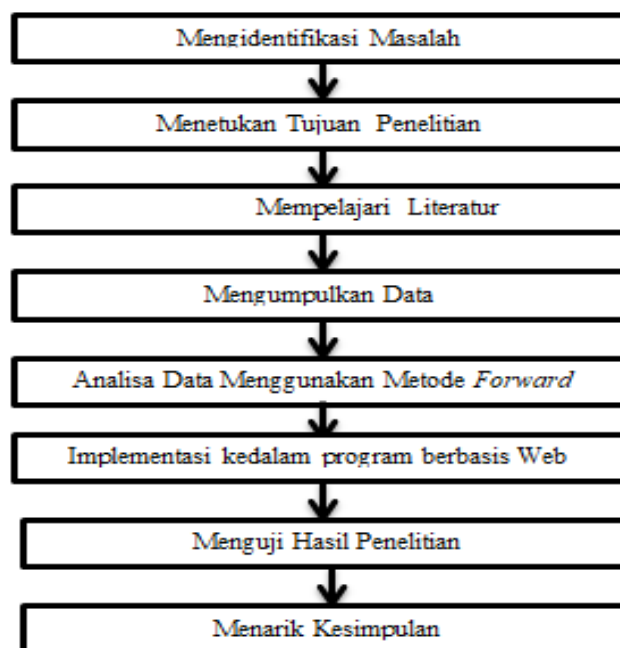 Mengidentifikasi Masalah
Menetukan Tujuan Penelitian
Mempelajari Literatur
Mengumpulkan Data
Analisa Data Menggunakan Metode Forward
Implementasi kedalam program berbasis Web
Menguji Hasil Penelitian
Menarik Kesimpulan